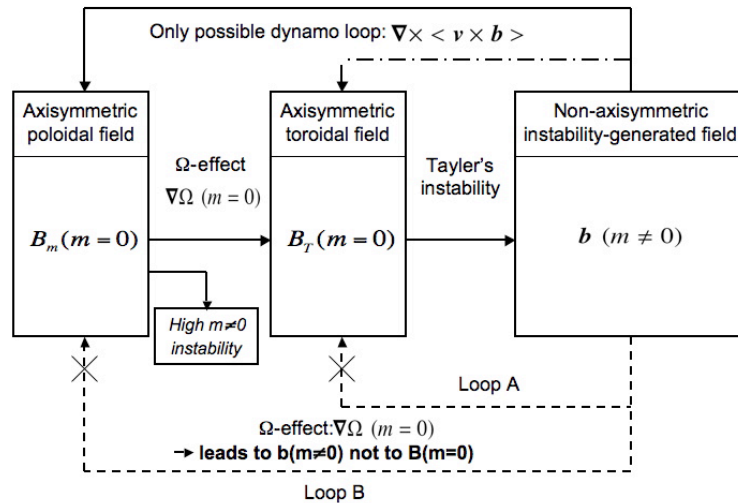 Only possible dynamo loop: ∇× < v × b >
Axisymmetric
poloidal field
Axisymmetric
toroidal field
Non-axisymmetric
instability-generated field
Ω-effect
∇Ω (m = 0)
Tayler's
instability
B_m(m = 0)
B_T(m = 0)
b (m ≠ 0)
High m≠0
instability
Loop A
Ω-effect:∇Ω (m = 0)
→ leads to b(m≠0) not to B(m=0)
Loop B